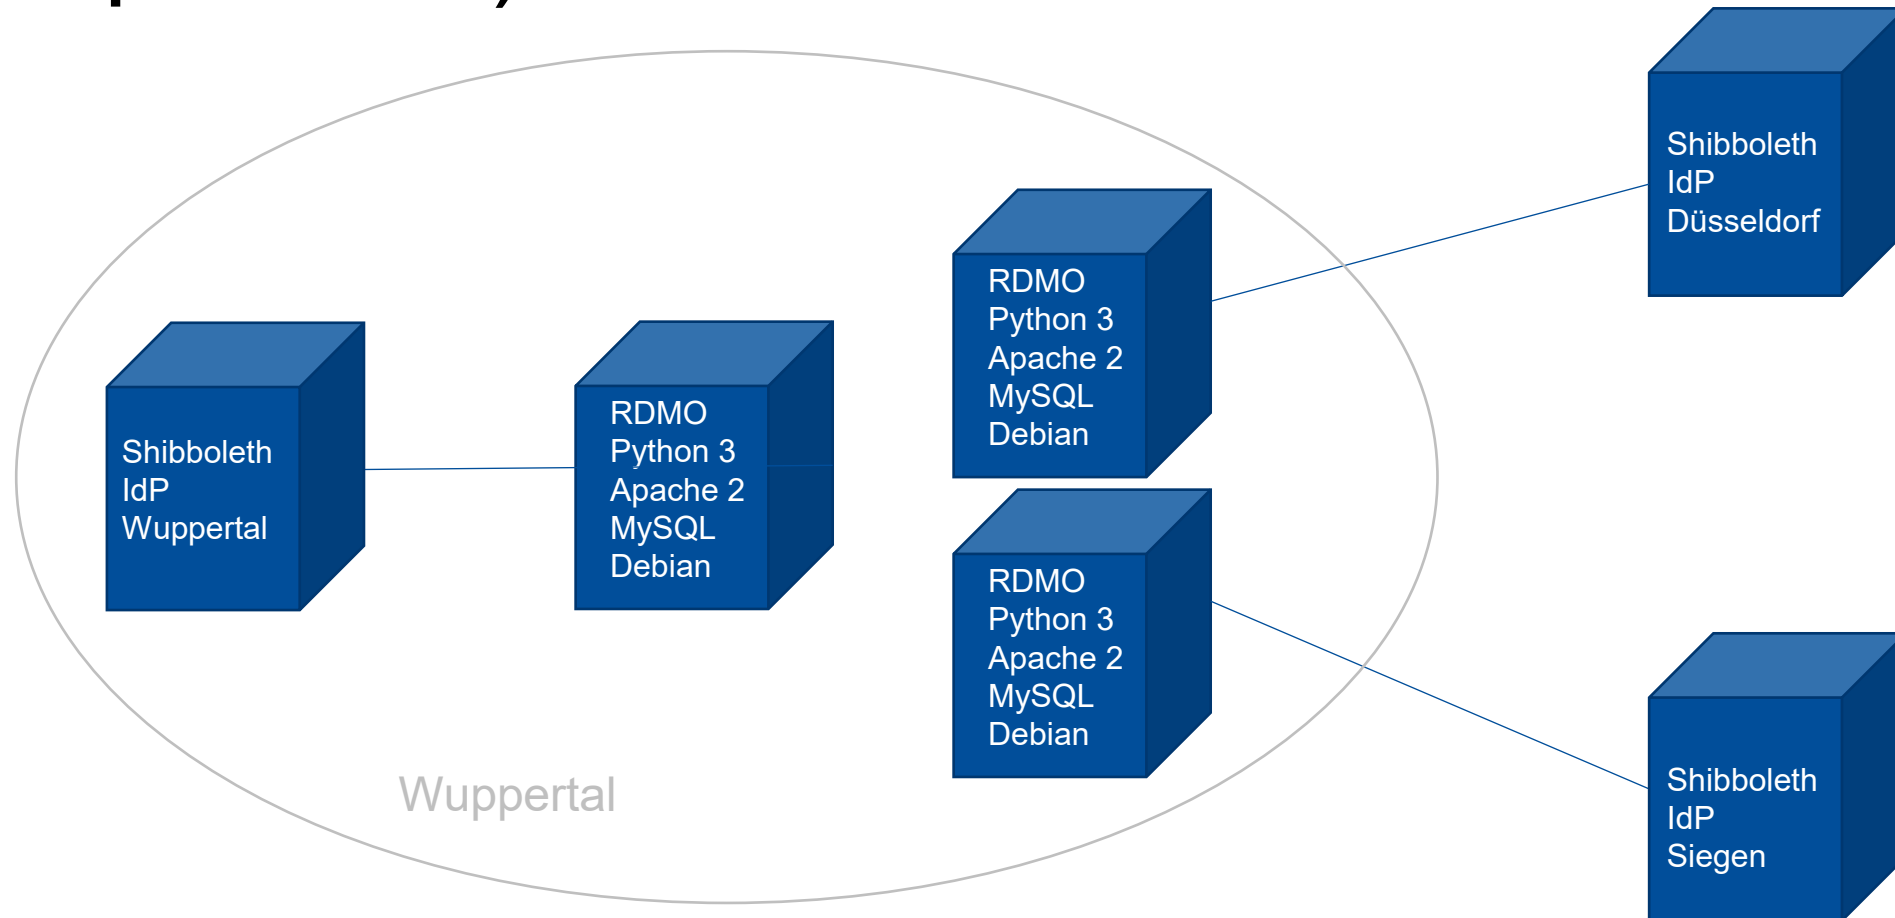 Shibboleth
IdP
Düsseldorf
RDMO
Python 3
Apache 2
MySQL
Debian
Shibboleth
IdP
Wuppertal
RDMO
Python 3
Apache 2
MySQL
Debian
RDMO
Python 3
Apache 2
MySQL
Debian
Wuppertal
Shibboleth
IdP
Siegen